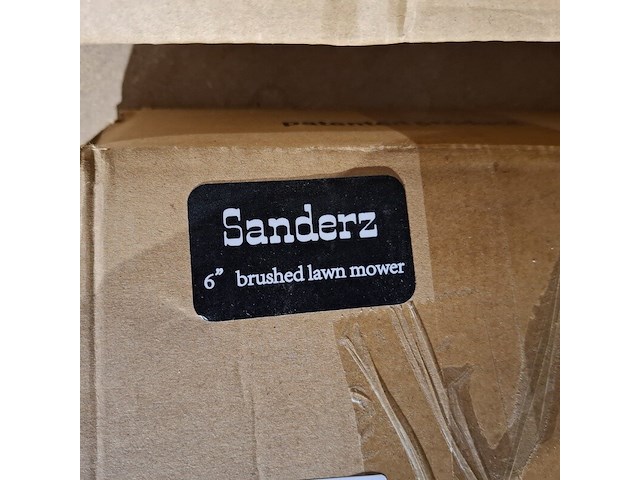 Sanderz
6” brushed lawn mower